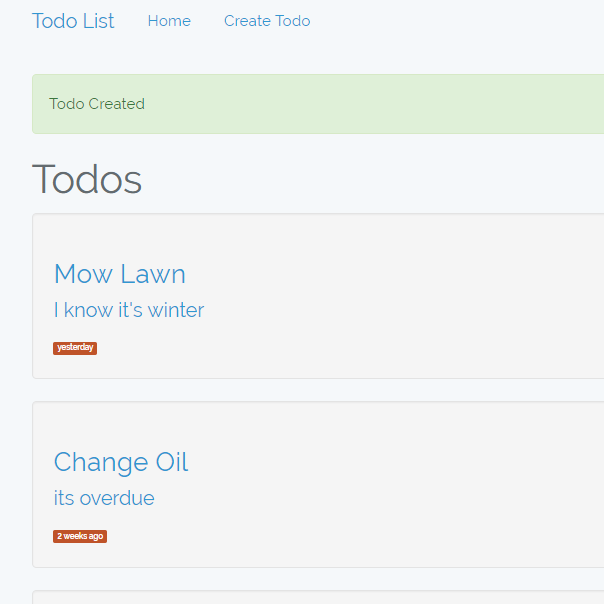 Todo List Home Create Todo
Todo Created
Todos
Mow Lawn
I know it's winter
yesterday
Change Oil
its overdue
2 weeks ago